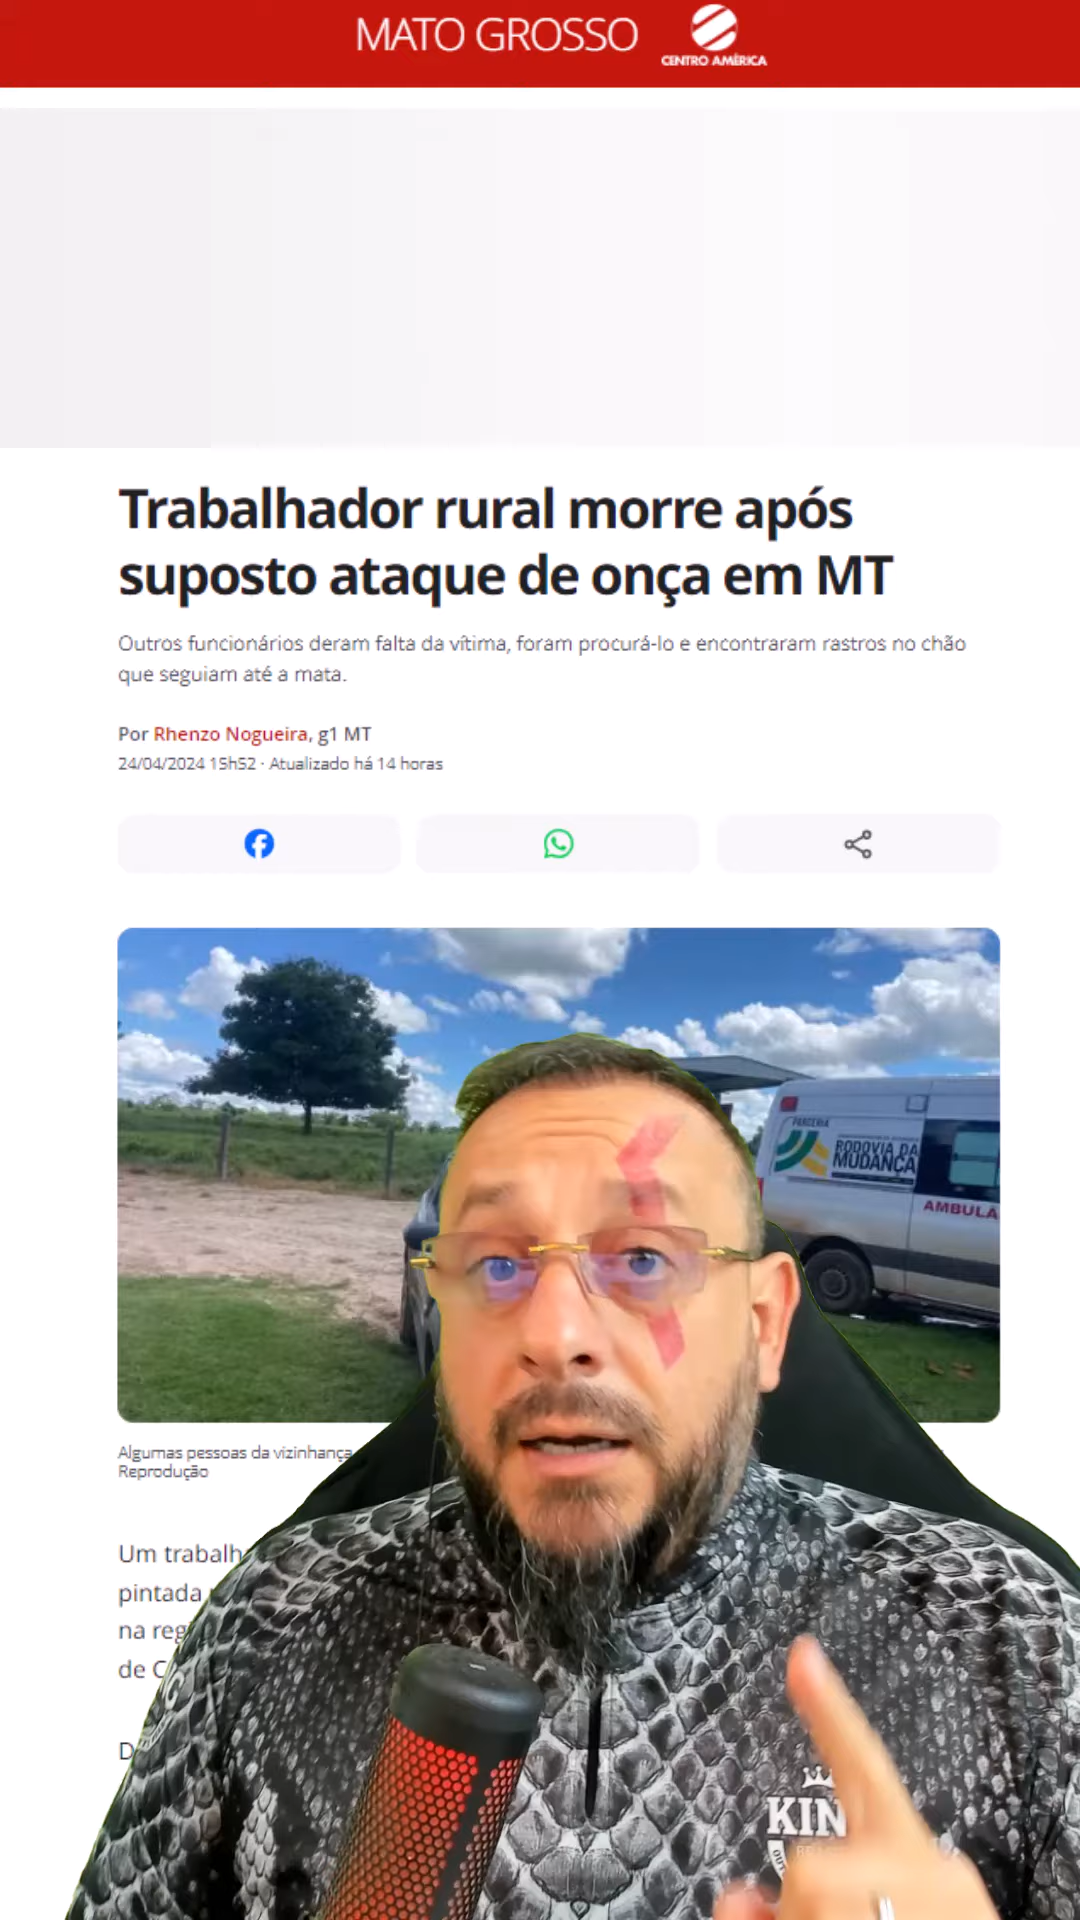 MATO GROSSO
CENTRO AMÉRICA
Trabalhador rural morre após
suposto ataque de onça em MT
Outros funcionários deram falta da vítima, foram procurá-lo e encontraram rastros no chão
que seguiam até a mata.
Por Rhenzo Nogueira, g1 MT
24/04/2024 15h52 · Atualizado há 14 horas
PARCERIA
RODOVIA DA
MUDANÇA
AMBULA
Algumas pessoas da vizinhança
Reprodução
Um trabalh
pintada
na reg
de C
D
KIN